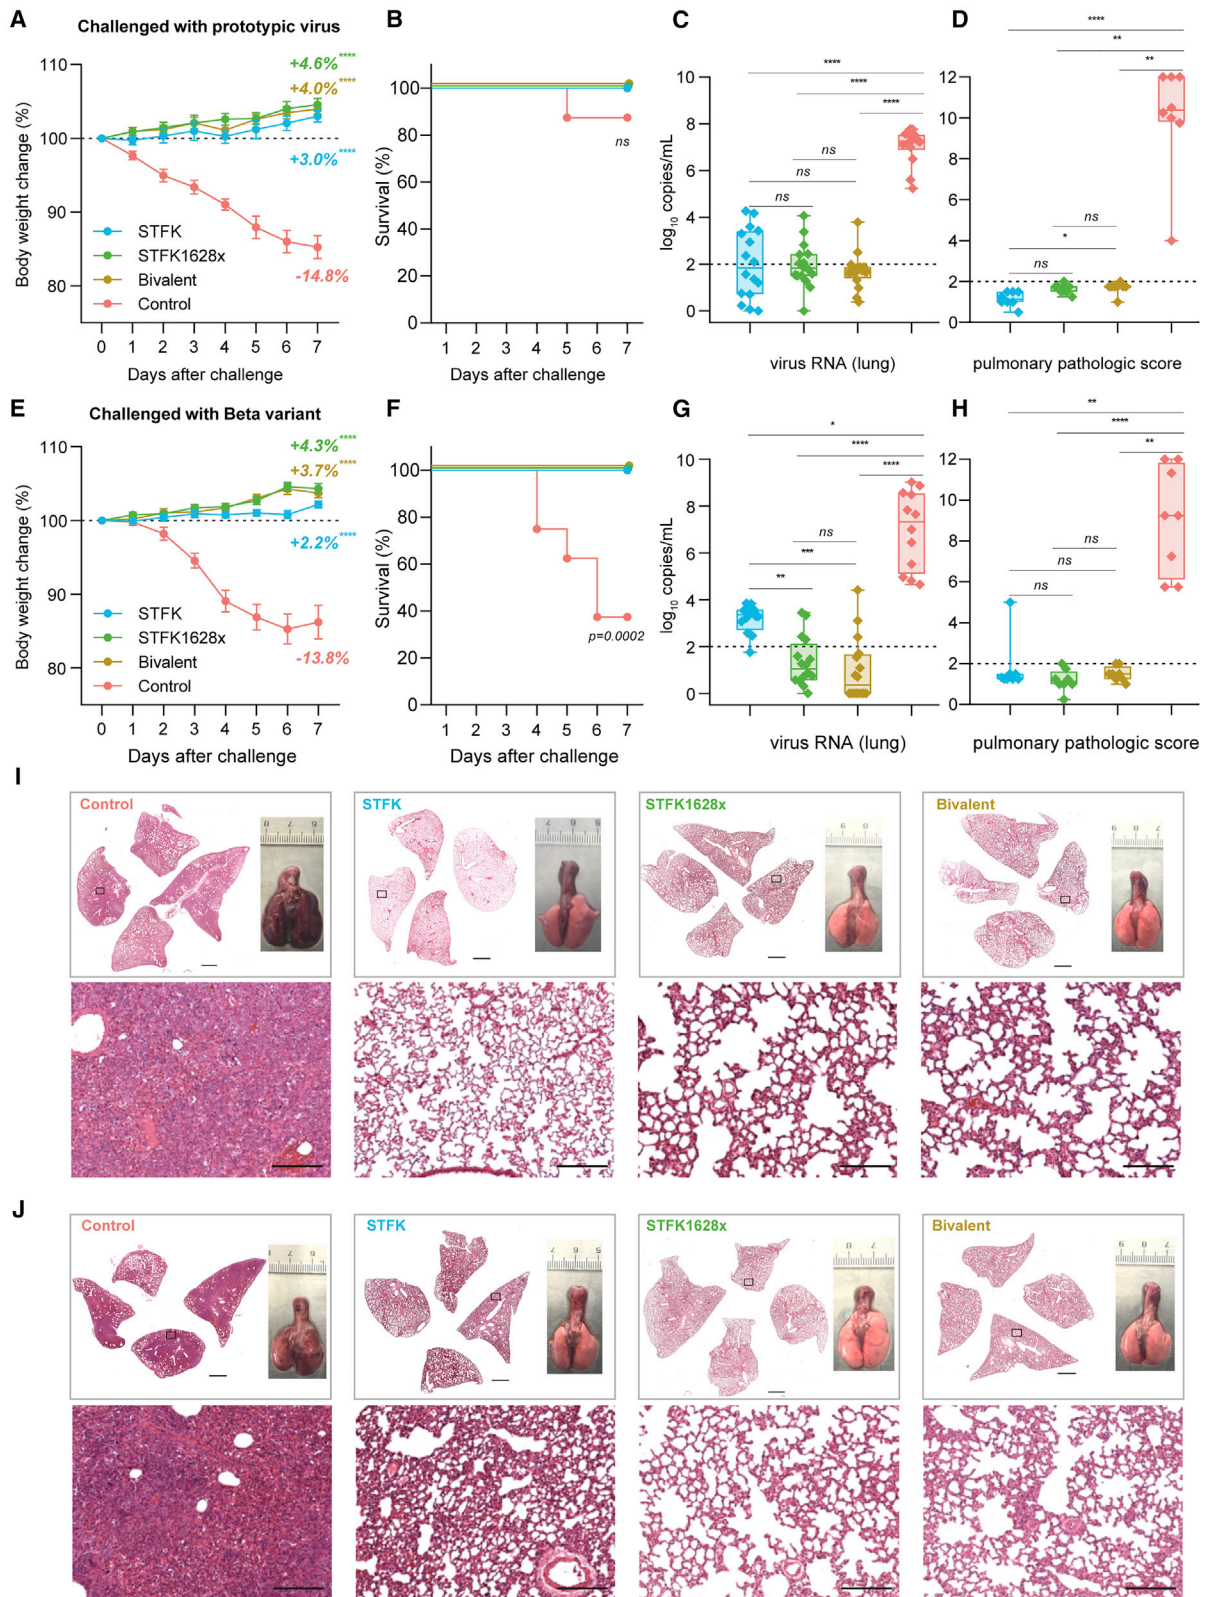 A
Challenged with prototypic virus
110
100
90
80
Body weight change (%)
+4.6%****
+4.0%****
+3.0%****
-14.8%
STFK
STFK1628x
Bivalent
Control
0 1 2 3 4 5 6 7
Days after challenge
B
100
80
60
40
20
0
Survival (%)
ns
1 2 3 4 5 6 7
Days after challenge
C
10
8
6
4
2
0
log10 copies/mL
****
****
****
ns
ns
ns
virus RNA (lung)
D
12
10
8
6
4
2
0
****
**
**
ns
*
ns
pulmonary pathologic score
E
Challenged with Beta variant
110
100
90
80
Body weight change (%)
+4.3%****
+3.7%****
+2.2%****
-13.8%
STFK
STFK1628x
Bivalent
Control
0 1 2 3 4 5 6 7
Days after challenge
F
100
80
60
40
20
0
Survival (%)
p=0.0002
1 2 3 4 5 6 7
Days after challenge
G
10
8
6
4
2
0
log10 copies/mL
*
****
****
ns
***
**
virus RNA (lung)
H
12
10
8
6
4
2
0
**
****
**
ns
ns
ns
pulmonary pathologic score
I
Control
STFK
STFK1628x
Bivalent
J
Control
STFK
STFK1628x
Bivalent